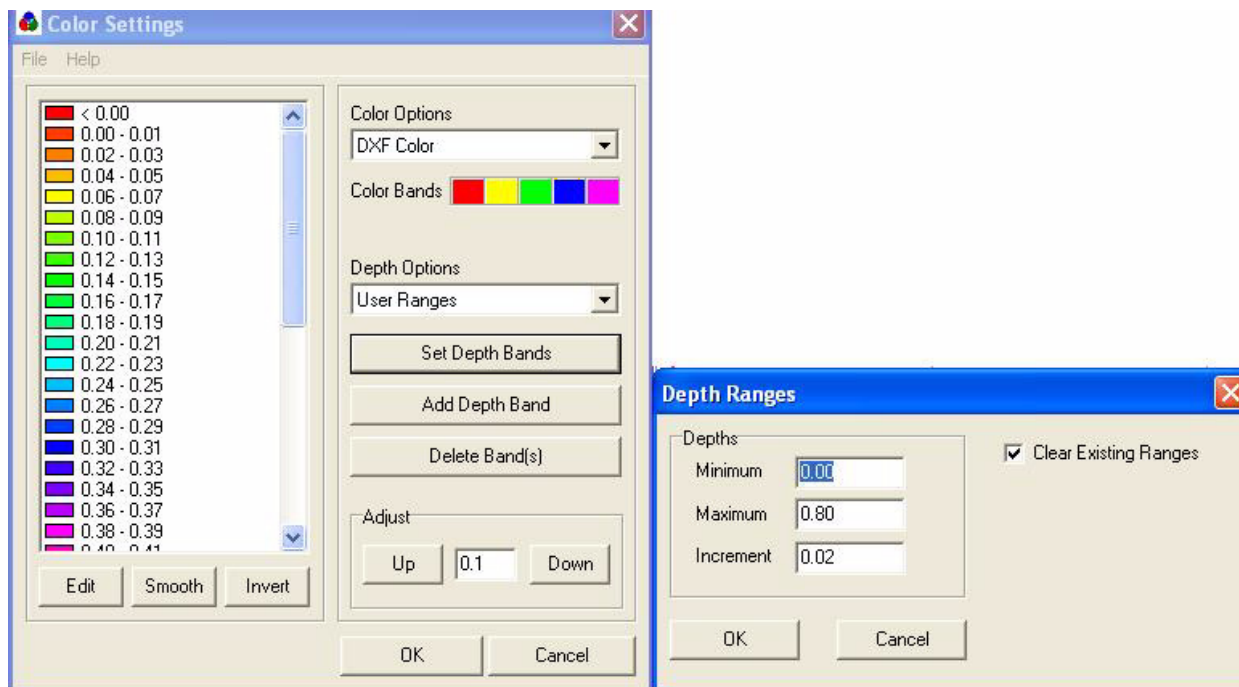 Color Settings
File Help
< 0.00
0.00 - 0.01
0.02 - 0.03
0.04 - 0.05
0.06 - 0.07
0.08 - 0.09
0.10 - 0.11
0.12 - 0.13
0.14 - 0.15
0.16 - 0.17
0.18 - 0.19
0.20 - 0.21
0.22 - 0.23
0.24 - 0.25
0.26 - 0.27
0.28 - 0.29
0.30 - 0.31
0.32 - 0.33
0.34 - 0.35
0.36 - 0.37
0.38 - 0.39
0.40 - 0.41
Edit Smooth Invert
Color Options
DXF Color
Color Bands
Depth Options
User Ranges
Set Depth Bands
Add Depth Band
Delete Band(s)
Adjust
Up 0.1 Down
OK Cancel
Depth Ranges
Depths
Minimum 0.00
Maximum 0.80
Increment 0.02
Clear Existing Ranges
OK Cancel